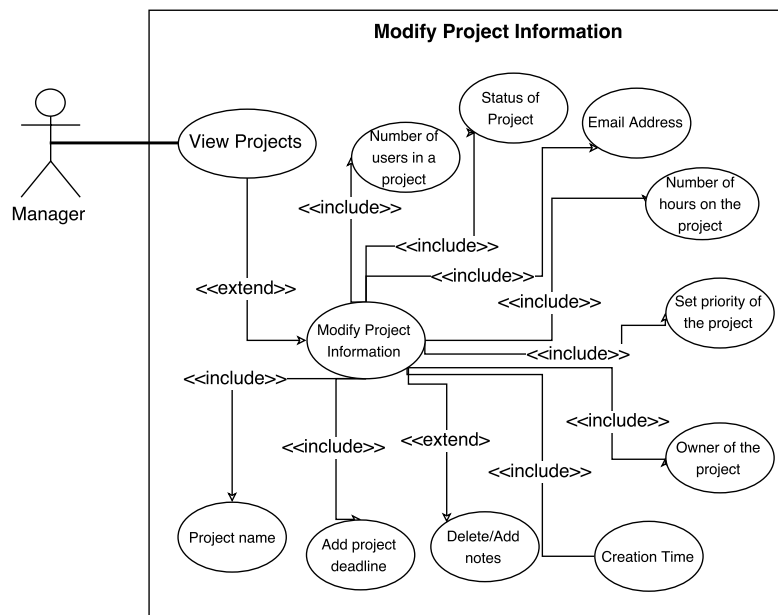 Modify Project Information
Status of
Project
Email Address
Number of
users in a
project
View Projects
Manager
Number of
hours on the
project
<<include>>
<<include>>
<<include>>
<<extend>>
<<include>>
Set priority of
the project
Modify Project
Information
<<include>>
<<include>>
<<include>>
<<extend>
<<include>>
Owner of the
project
<<include>>
Project name
Add project
deadline
Delete/Add
notes
Creation Time